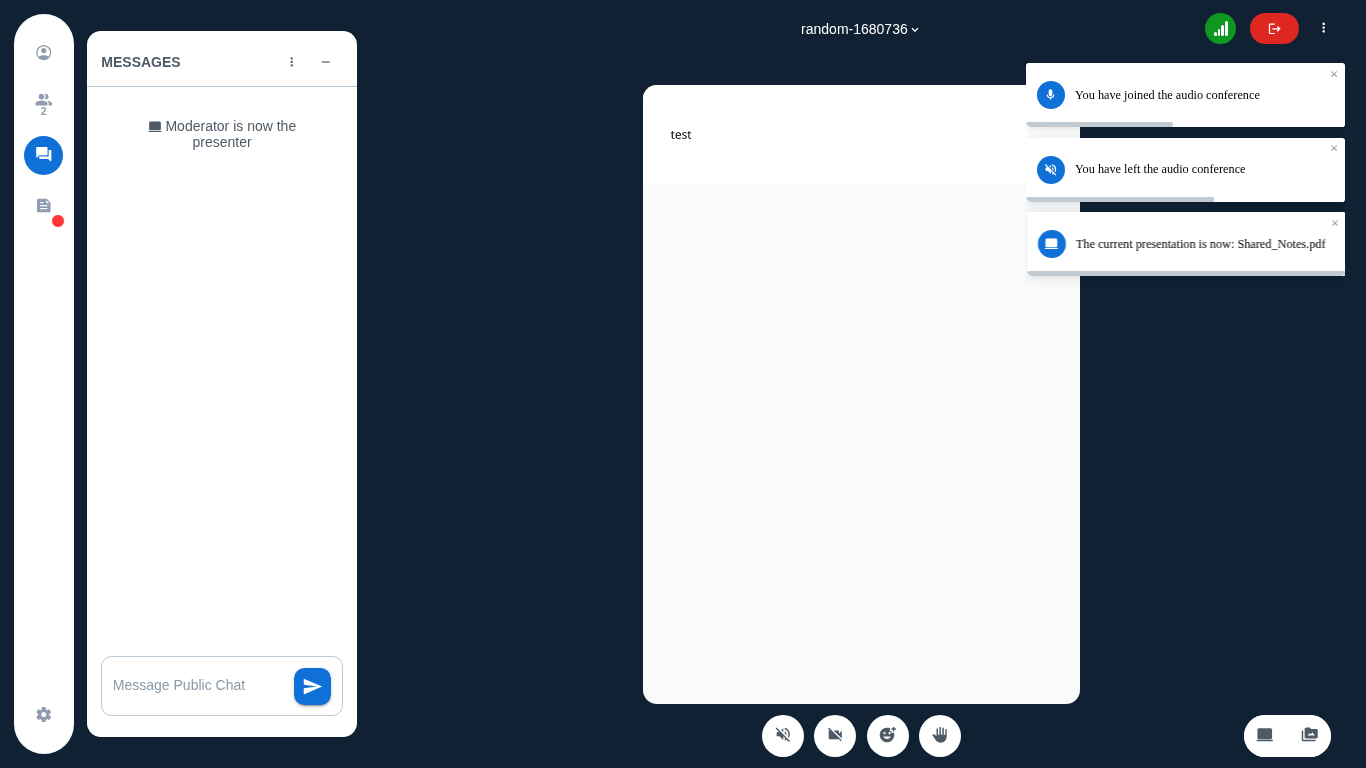 random-1680736
MESSAGES
2
Moderator is now the
presenter
test
You have joined the audio conference
You have left the audio conference
The current presentation is now: Shared_Notes.pdf
Message Public Chat